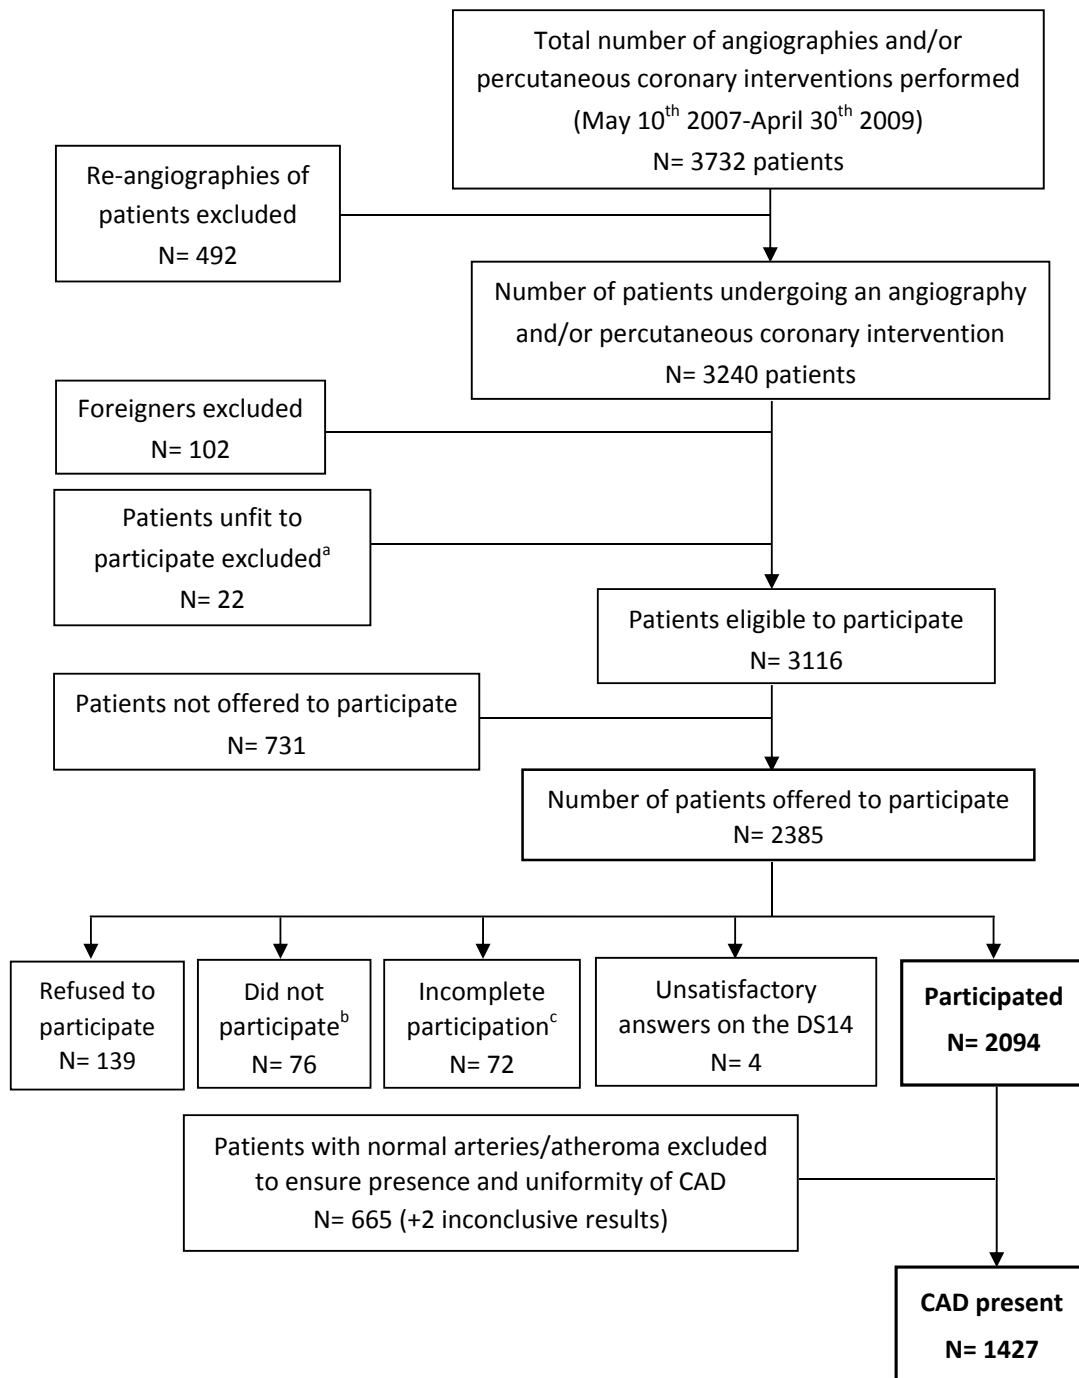 Total number of angiographies and/or
percutaneous coronary interventions performed
(May 10th 2007-April 30th 2009)
N= 3732 patients
Re-angiographies of
patients excluded
N= 492
Number of patients undergoing an angiography
and/or percutaneous coronary intervention
N= 3240 patients
Foreigners excluded
N= 102
Patients unfit to
participate excludeda
N= 22
Patients eligible to participate
N= 3116
Patients not offered to participate
N= 731
Number of patients offered to participate
N= 2385
Refused to
participate
N= 139
Did not
participateb
N= 76
Incomplete
participationc
N= 72
Unsatisfactory
answers on the DS14
N= 4
Participated
N= 2094
Patients with normal arteries/atheroma excluded
to ensure presence and uniformity of CAD
N= 665 (+2 inconclusive results)
CAD present
N= 1427